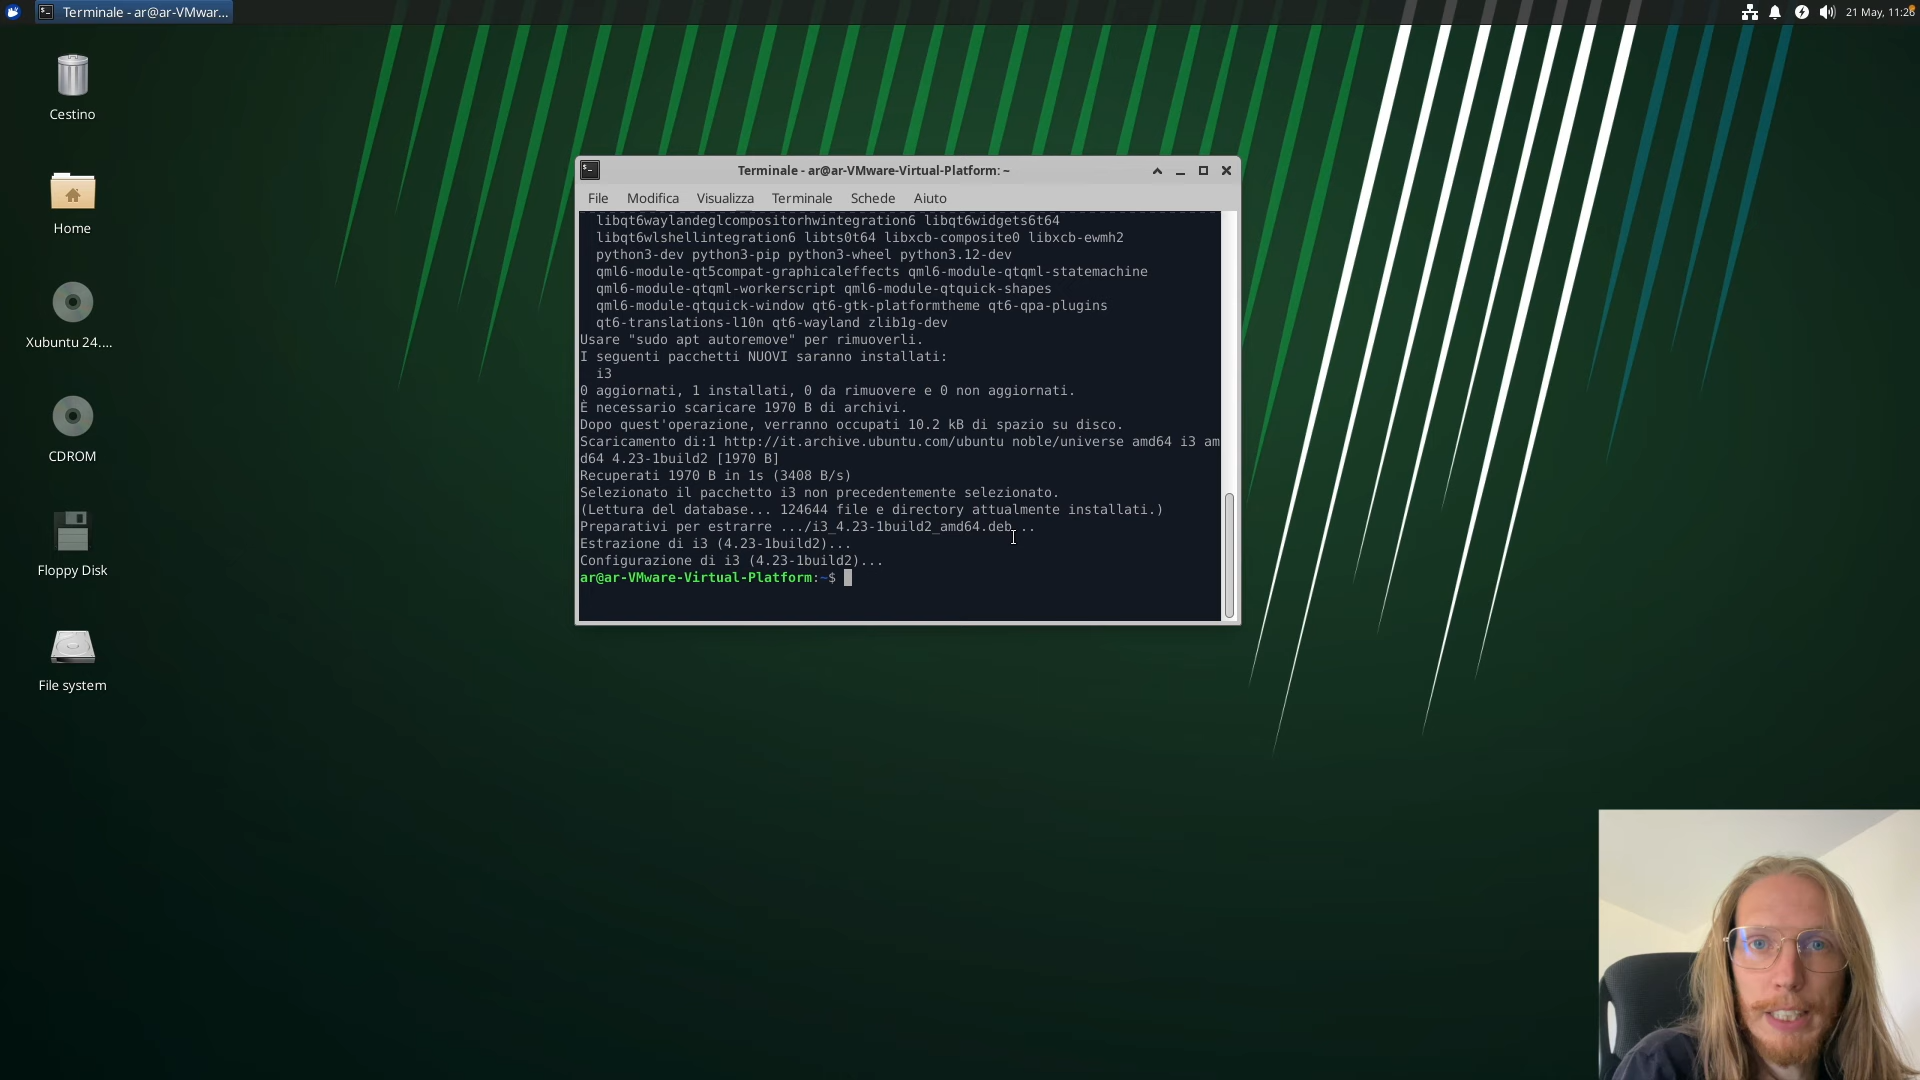 Terminale - ar@ar-VMwar...
21 May, 11:26
Cestino
Home
Xubuntu 24....
CDROM
Floppy Disk
File system
Terminale - ar@ar-VMware-Virtual-Platform: ~
File Modifica Visualizza Terminale Schede Aiuto
libqt6waylandeglcompositorhwintegration6 libqt6widgets6t64
libqt6wlshellintegration6 libts0t64 libxcb-composite0 libxcb-ewmh2
python3-dev python3-pip python3-wheel python3.12-dev
qml6-module-qt5compat-graphicaleffects qml6-module-qtqml-statemachine
qml6-module-qtqml-workerscript qml6-module-qtquick-shapes
qml6-module-qtquick-window qt6-gtk-platformtheme qt6-qpa-plugins
qt6-translations-l10n qt6-wayland zlib1g-dev
Usare "sudo apt autoremove" per rimuoverli.
I seguenti pacchetti NUOVI saranno installati:
i3
0 aggiornati, 1 installati, 0 da rimuovere e 0 non aggiornati.
È necessario scaricare 1970 B di archivi.
Dopo quest'operazione, verranno occupati 10.2 kB di spazio su disco.
Scaricamento di:1 http://it.archive.ubuntu.com/ubuntu noble/universe amd64 i3 am
d64 4.23-1build2 [1970 B]
Recuperati 1970 B in 1s (3408 B/s)
Selezionato il pacchetto i3 non precedentemente selezionato.
(Lettura del database... 124644 file e directory attualmente installati.)
Preparativi per estrarre .../i3_4.23-1build2_amd64.deb...
Estrazione di i3 (4.23-1build2)...
Configurazione di i3 (4.23-1build2)...
ar@ar-VMware-Virtual-Platform:~$